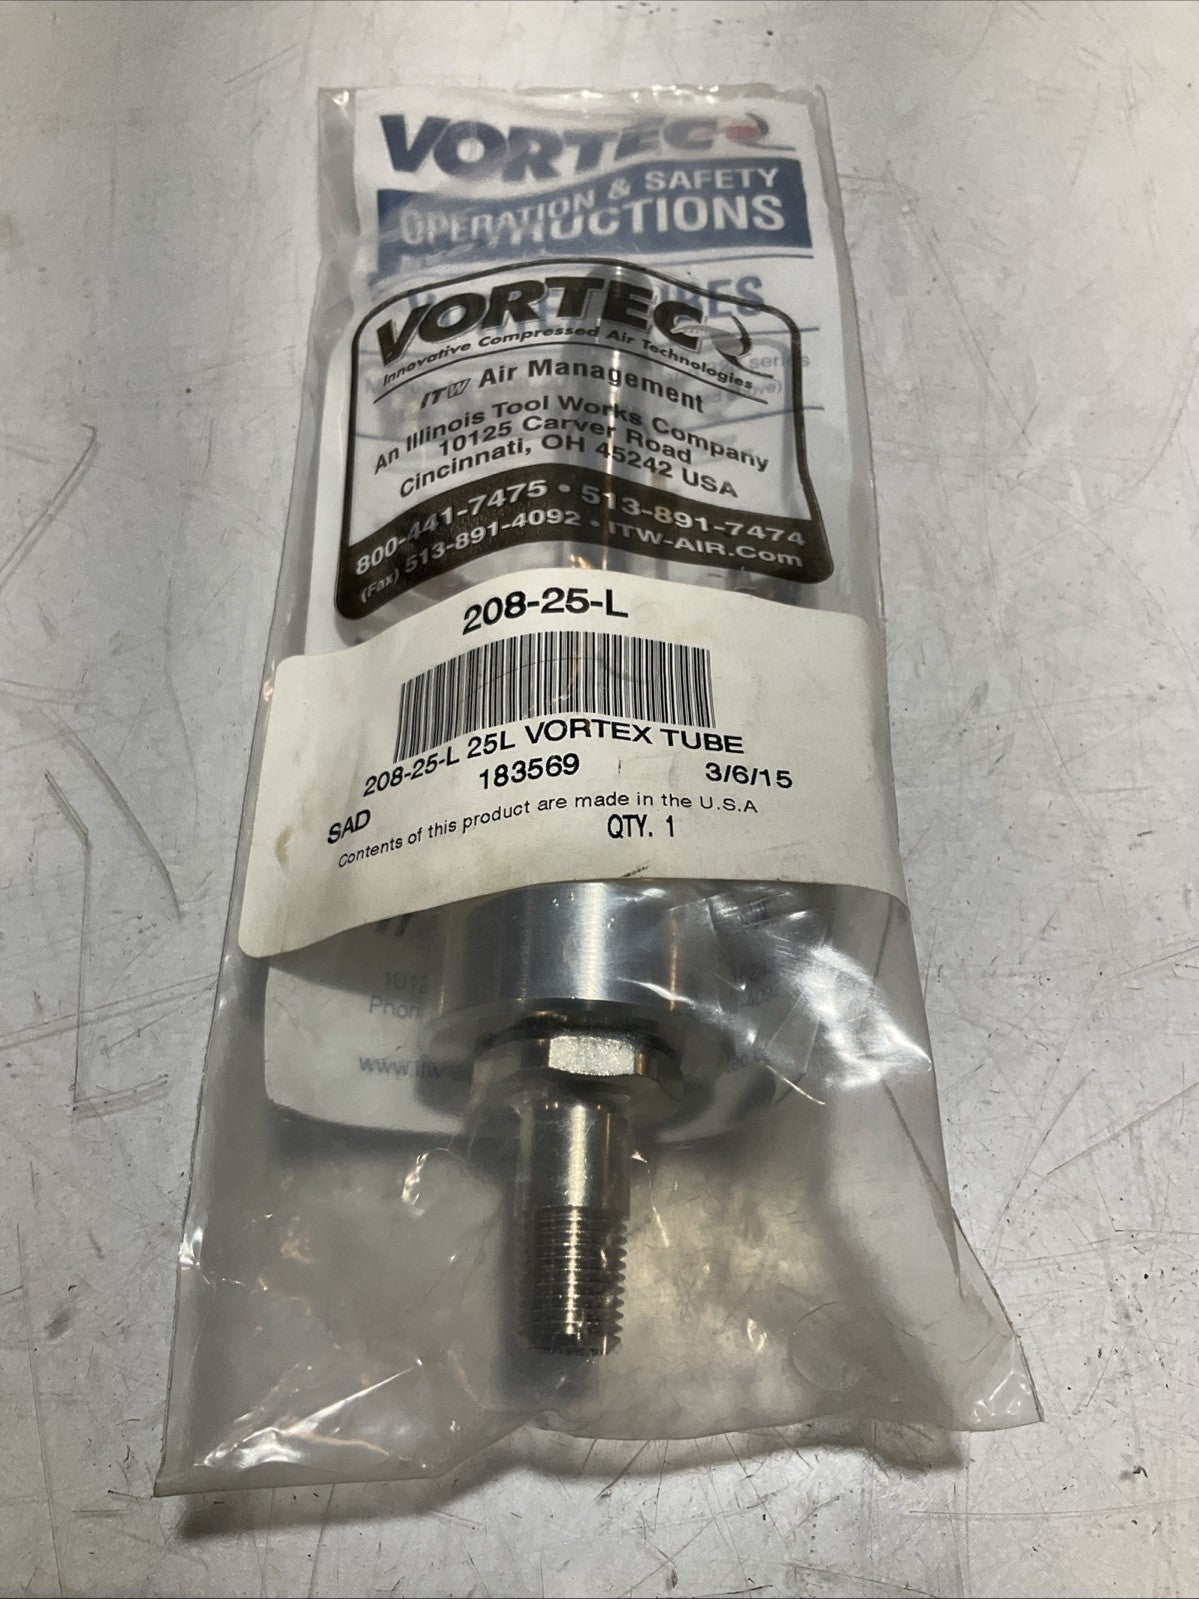 VORTEC
OPERATION & SAFETY
VORTEC
Innovative Compressed Air Technologies
series
ITW Air Management
An Illinois Tool Works Company
10125 Carver Road
Cincinnati, OH 45242 USA
800-441-7475 • 513-891-7474
(Fax) 513-891-4092 • ITW-AIR.com
208-25-L
208-25-L 25L VORTEX TUBE
183569 3/6/15
SAD
Contents of this product are made in the U.S.A
QTY. 1